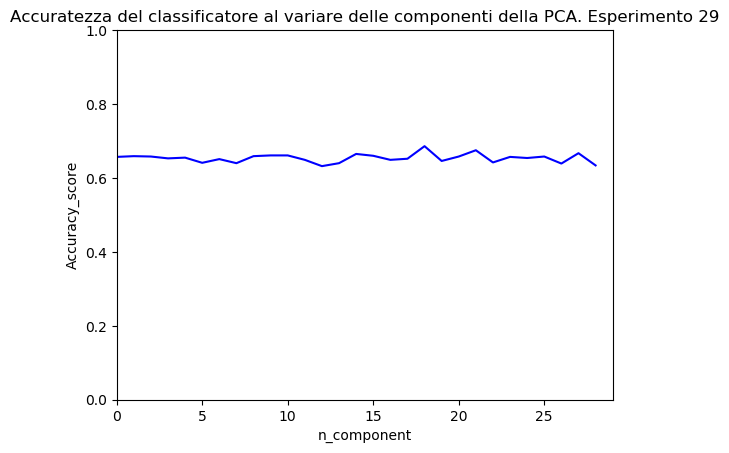 Accuratezza del classificatore al variare delle componenti della PCA. Esperimento 29
1.0
0.8
0.6
0.4
0.2
0.0
Accuracy_score
0 5 10 15 20 25
n_component